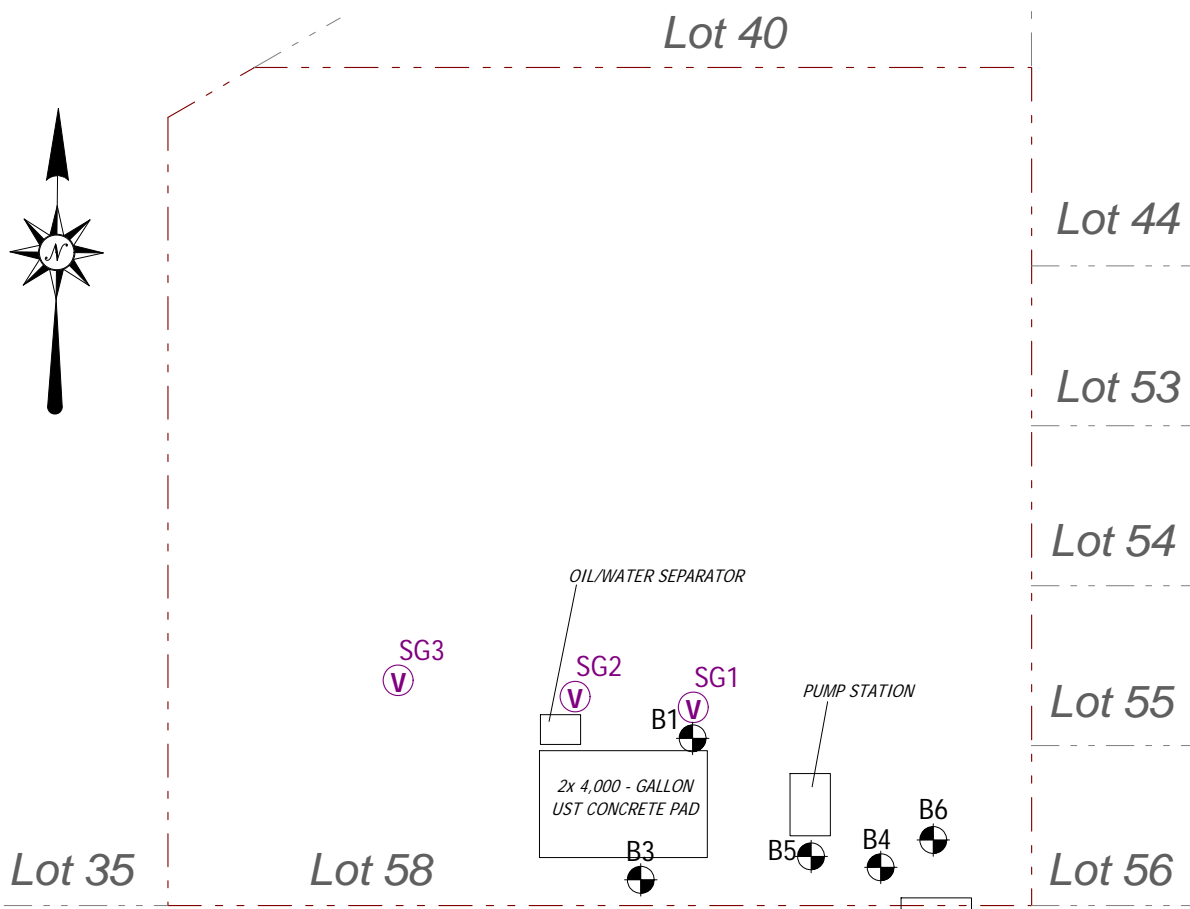 Lot 40
N
Lot 44
Lot 53
Lot 54
OIL/WATER SEPARATOR
SG3
V
SG2
V
SG1
V
PUMP STATION
Lot 55
B1
2x 4,000 - GALLON
UST CONCRETE PAD
B6
B4
B5
B3
Lot 35
Lot 58
Lot 56